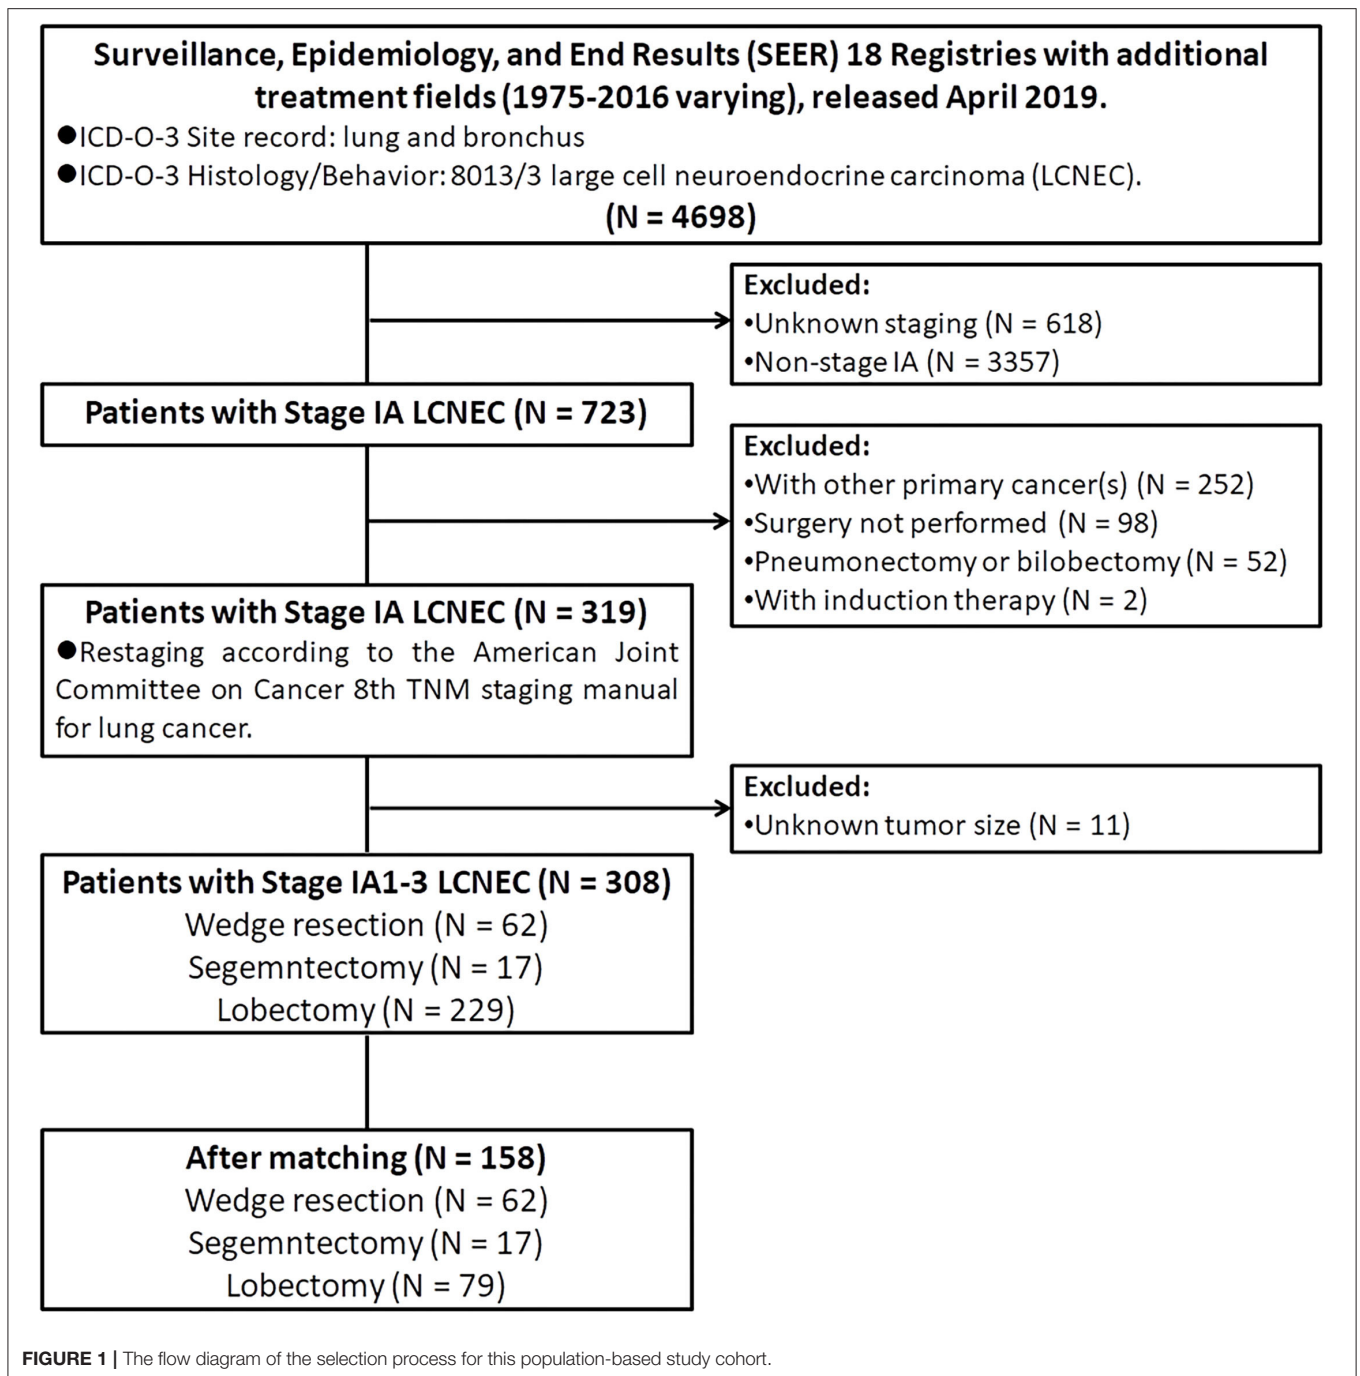 Surveillance, Epidemiology, and End Results (SEER) 18 Registries with additional
treatment fields (1975-2016 varying), released April 2019.
●ICD-O-3 Site record: lung and bronchus
●ICD-O-3 Histology/Behavior: 8013/3 large cell neuroendocrine carcinoma (LCNEC).
(N = 4698)
Excluded:
•Unknown staging (N = 618)
•Non-stage IA (N = 3357)
Patients with Stage IA LCNEC (N = 723)
Excluded:
•With other primary cancer(s) (N = 252)
•Surgery not performed (N = 98)
•Pneumonectomy or bilobectomy (N = 52)
•With induction therapy (N = 2)
Patients with Stage IA LCNEC (N = 319)
●Restaging according to the American Joint
Committee on Cancer 8th TNM staging manual
for lung cancer.
Excluded:
•Unknown tumor size (N = 11)
Patients with Stage IA1-3 LCNEC (N = 308)
Wedge resection (N = 62)
Segemntectomy (N = 17)
Lobectomy (N = 229)
After matching (N = 158)
Wedge resection (N = 62)
Segemntectomy (N = 17)
Lobectomy (N = 79)
FIGURE 1 | The flow diagram of the selection process for this population-based study cohort.